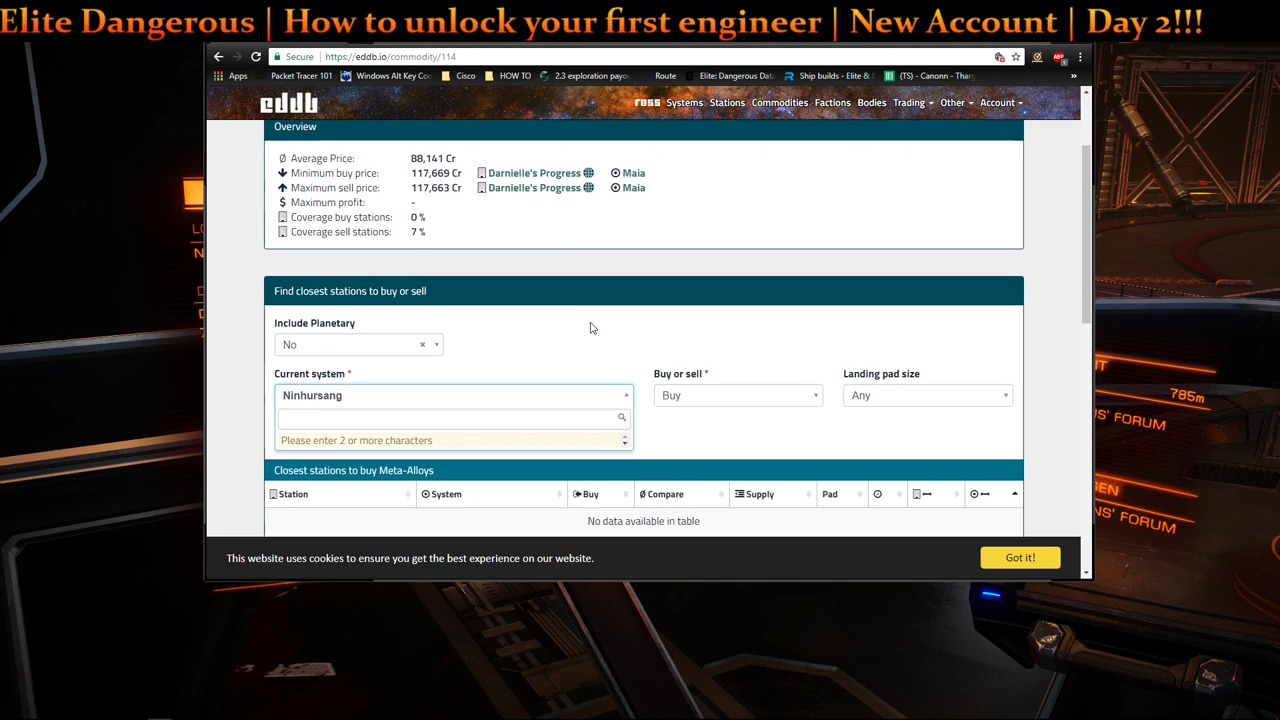 Elite Dangerous | How to unlock your first engineer | New Account | Day 2!!!
Secure | https://eddb.io/commodity/114
Apps Packet Tracer 101 Windows Alt Key Co Cisco HOW TO 2.3 exploration payou Route Elite: Dangerous Dat Ship builds - Elite & (TS) - Canonn - Thar »
eddb ross Systems Stations Commodities Factions Bodies Trading Other Account
Overview
Average Price: 88,141 Cr
Minimum buy price: 117,669 Cr Darnielle's Progress Maia
Maximum sell price: 117,663 Cr Darnielle's Progress Maia
$ Maximum profit: -
Coverage buy stations: 0 %
Coverage sell stations: 7 %
Find closest stations to buy or sell
Include Planetary
No ×
Current system * Buy or sell * Landing pad size
Ninhursang Buy Any
Please enter 2 or more characters
Closest stations to buy Meta-Alloys
Station System Buy Ø Compare Supply Pad
No data available in table
This website uses cookies to ensure you get the best experience on our website. Got it!
785m
S' FORUM
NS' FORUM